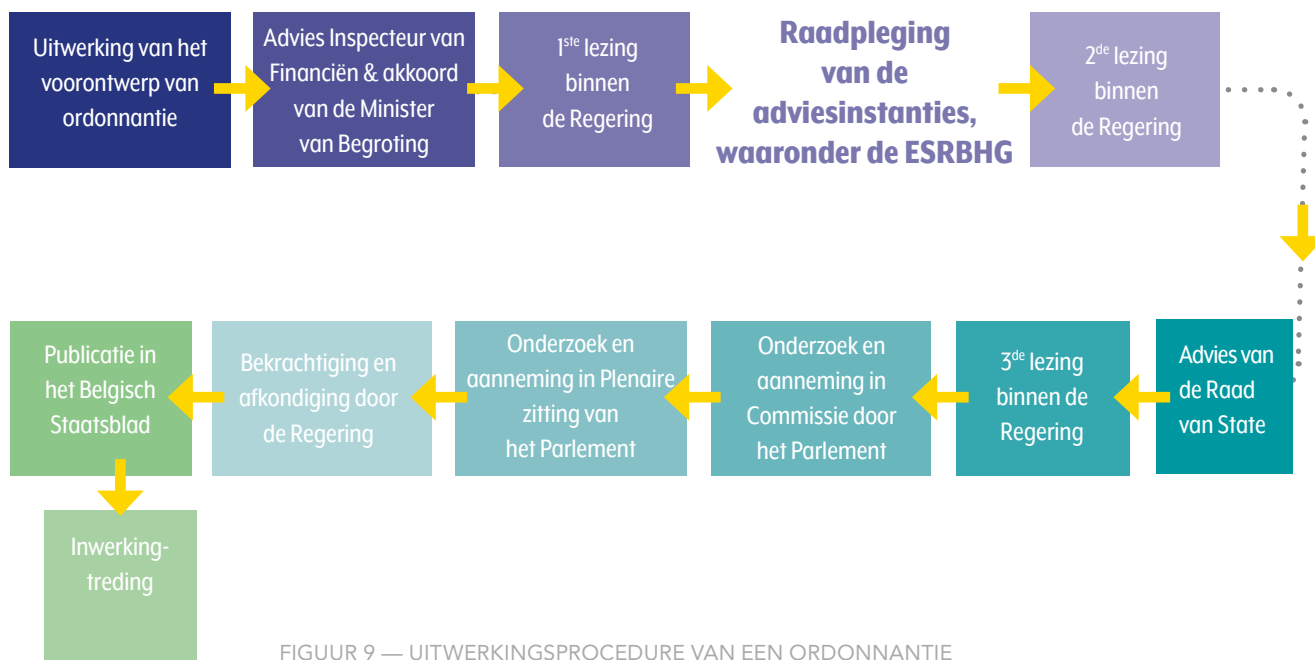 Uitwerking van het
voorontwerp van
ordonnantie
Advies Inspecteur van
Financiën & akkoord
van de Minister
van Begroting
1ste lezing
binnen
de Regering
Raadpleging
van de
adviesinstanties,
waaronder de ESRBHG
2de lezing
binnen
de Regering
Advies van
de Raad
van State
3de lezing
binnen de
Regering
Onderzoek en
aanneming in
Commissie door
het Parlement
Onderzoek en
aanneming in Plenaire
zitting van
het Parlement
Bekrachtiging en
afkondiging door
de Regering
Publicatie in
het Belgisch
Staatsblad
Inwerking-
treding
FIGUUR 9 — UITWERKINGSPROCEDURE VAN EEN ORDONNANTIE